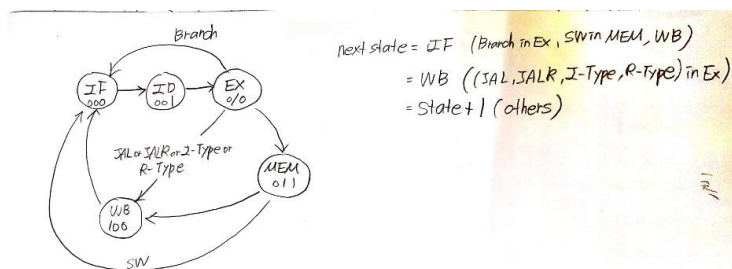 Branch
next state = IF (Branch in Ex, SW in MEM, WB)
= WB ((JAL, JALR, I-Type, R-Type) in Ex)
= State + 1 (others)
IF
000
ID
001
EX
010
JAL or JALR or I-Type or
R-Type
MEM
011
WB
100
SW